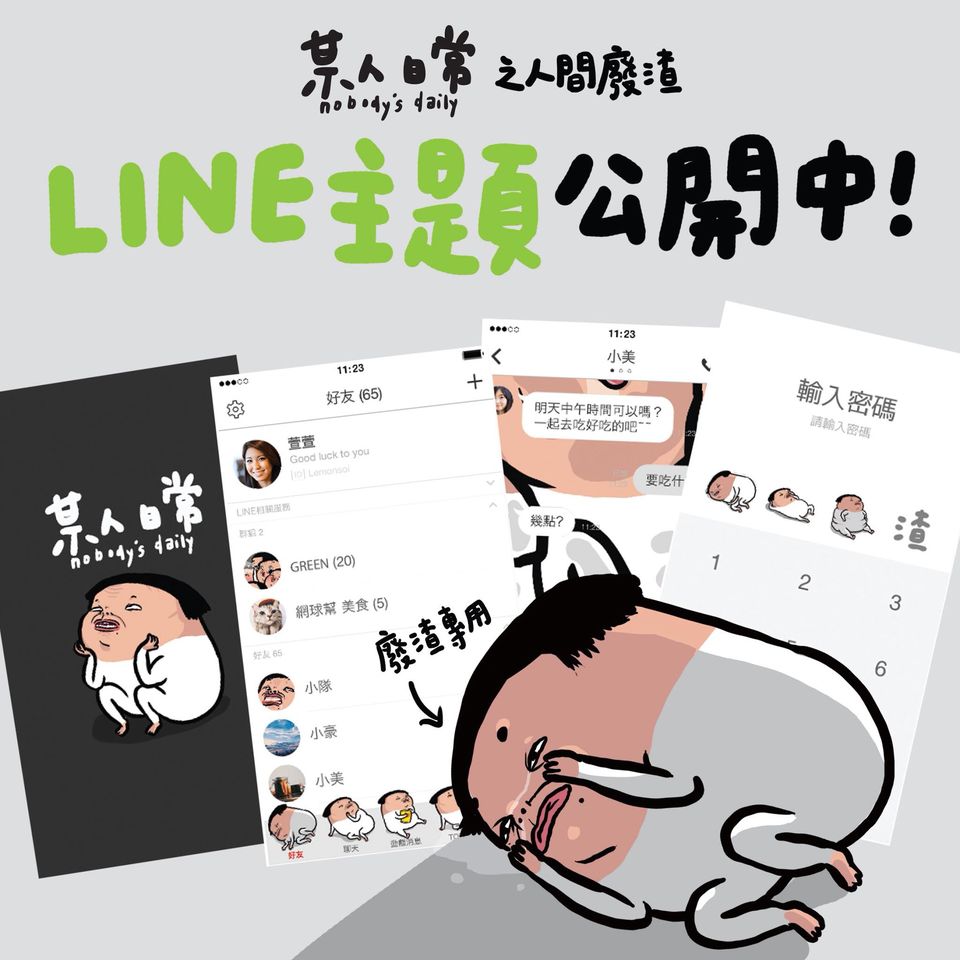 某人日常 之人間廢渣
nobody's daily
LINE主題公開中!
某人日常
nobody's daily
11:23
好友 (65)
萱萱
Good luck to you
[ID] Lemonsoi
LINE相關服務
群組 2
GREEN (20)
網球幫 美食 (5)
好友 65
小隊
小豪
小美
好友
聊天
廢渣專用
11:23
小美
明天中午時間可以嗎？
一起去吃好吃的吧~~
要吃什
幾點?
輸入密碼
請輸入密碼
渣
1
2
3
6